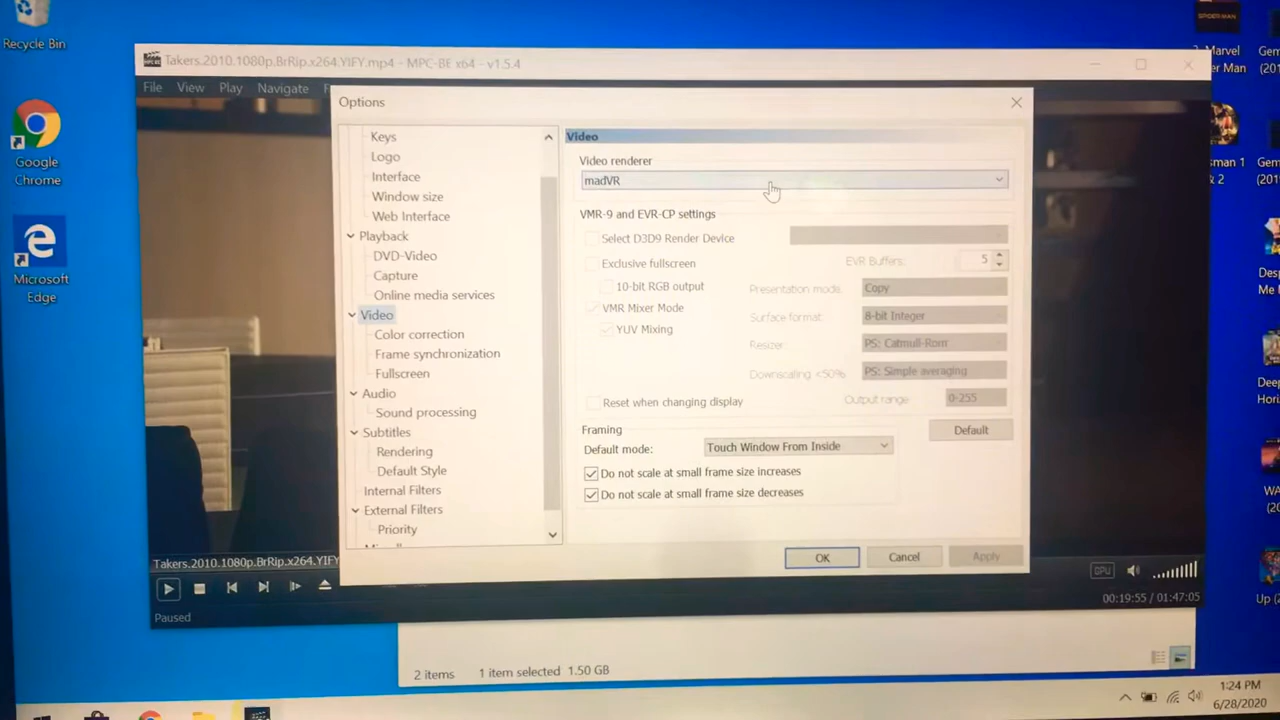 Recycle Bin
Google
Chrome
Microsoft
Edge
Takers.2010.1080p.BrRip.x264.YIFY.mp4 - MPC-BE x64 - v1.5.4
File View Play Navigate F
Options
Keys
Logo
Interface
Window size
Web Interface
Playback
DVD-Video
Capture
Online media services
Video
Color correction
Frame synchronization
Fullscreen
Audio
Sound processing
Subtitles
Rendering
Default Style
Internal Filters
External Filters
Priority
Video
Video renderer
madVR
VMR-9 and EVR-CP settings
Select D3D9 Render Device
Exclusive fullscreen
EVR Buffers: 5
10-bit RGB output
Presentation mode: Copy
VMR Mixer Mode
Surface format: 8-bit Integer
YUV Mixing
Resizer: PS: Catmull-Rom
Downscaling <50% PS: Simple averaging
Reset when changing display
Output range: 0-255
Framing
Default
Default mode: Touch Window From Inside
Do not scale at small frame size increases
Do not scale at small frame size decreases
OK Cancel Apply
Takers.2010.1080p.BrRip.x264.YIFY
GPU
00:19:55 / 01:47:05
Paused
2 items 1 item selected 1.50 GB
SPIDER-MAN
Marvel
er Man
Gem
(201
sman 1
& 2
Gem
(2019
Desp
Me
Deep
Horiz
WA
(20
Up (2
1:24 PM
6/28/2020